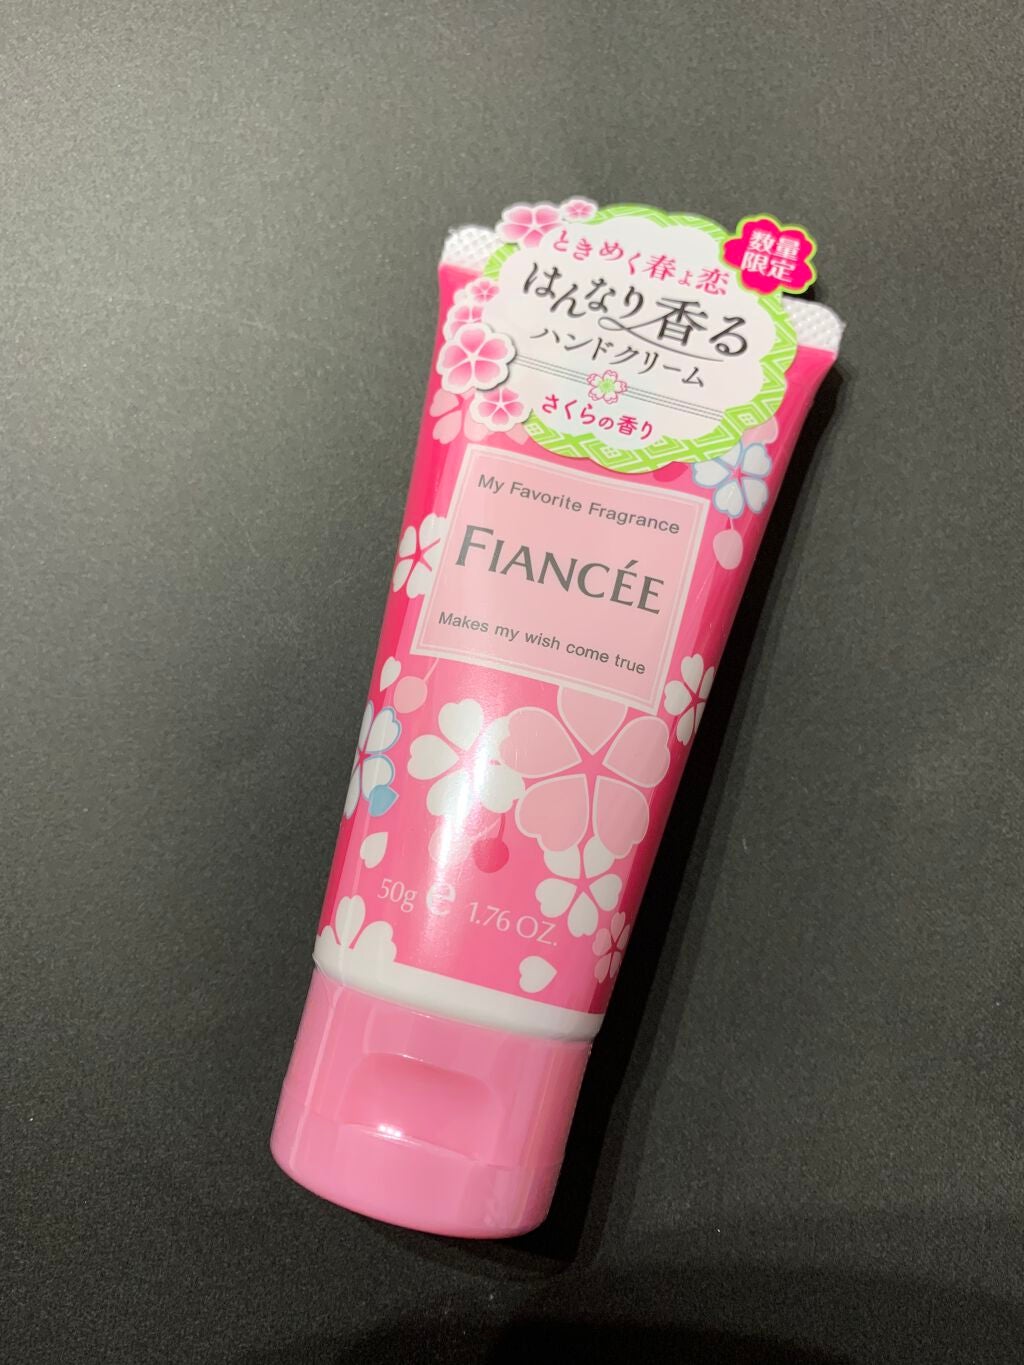 数量
限定
ときめく春よ恋
はんなり香る
ハンドクリーム
さくらの香り
My Favorite Fragrance
FIANCÉE
Makes my wish come true
50g e 1.76 OZ.